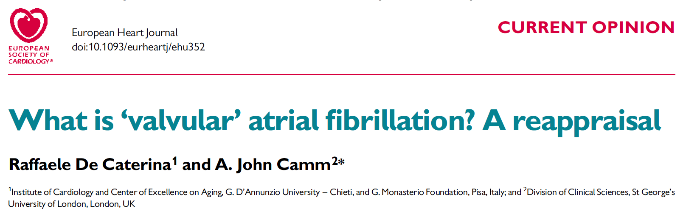 EUROPEAN
SOCIETY OF
CARDIOLOGY®
European Heart Journal
doi:10.1093/eurheartj/ehu352
CURRENT OPINION
What is ‘valvular’ atrial fibrillation? A reappraisal
Raffaele De Caterina1 and A. John Camm2*
1Institute of Cardiology and Center of Excellence on Aging, G. D’Annunzio University – Chieti, and G. Monasterio Foundation, Pisa, Italy; and 2Division of Clinical Sciences, St George’s
University of London, London, UK